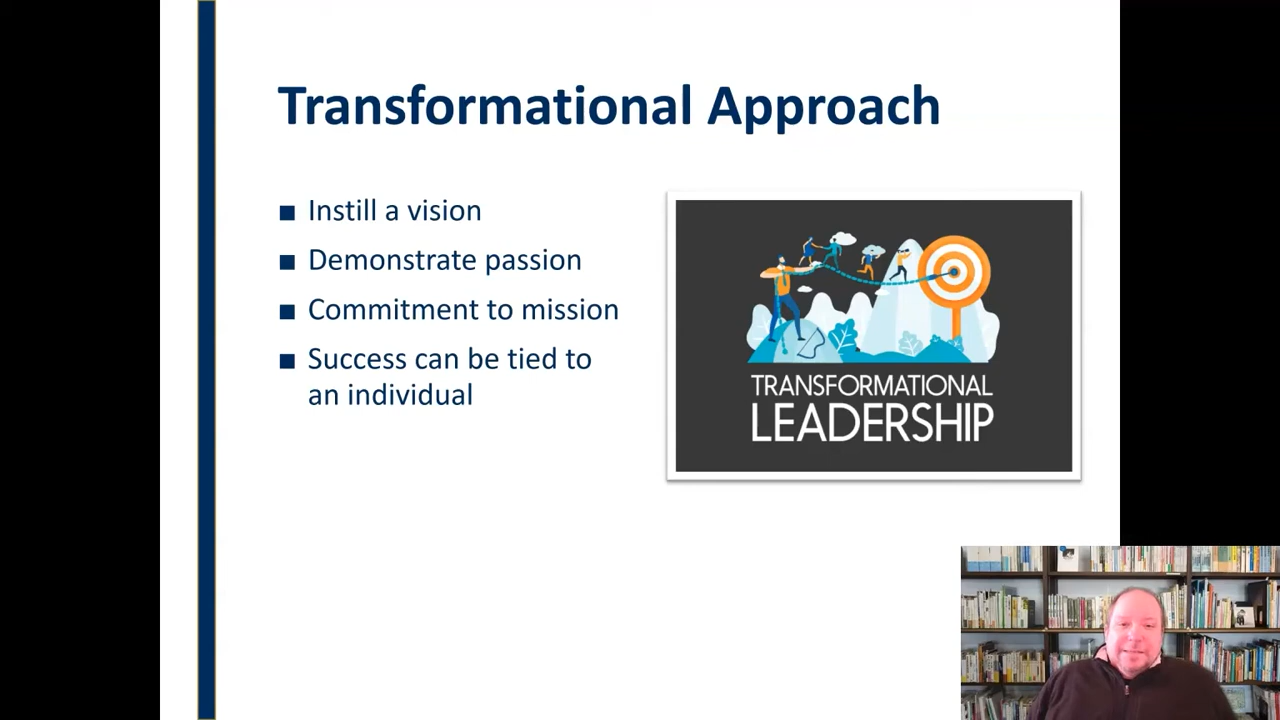 Transformational Approach
Instill a vision
Demonstrate passion
Commitment to mission
Success can be tied to
an individual
TRANSFORMATIONAL
LEADERSHIP